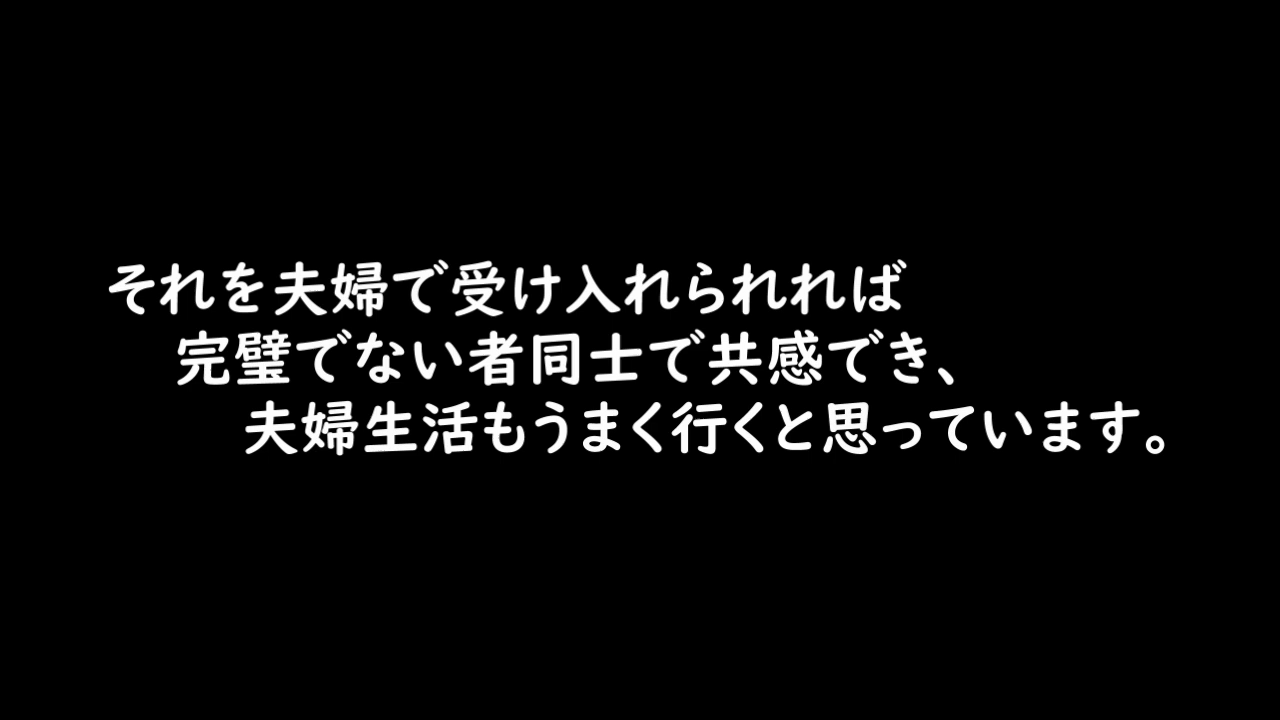 それを夫婦で受け入れられれば
完璧でない者同士で共感でき、
夫婦生活もうまく行くと思っています。